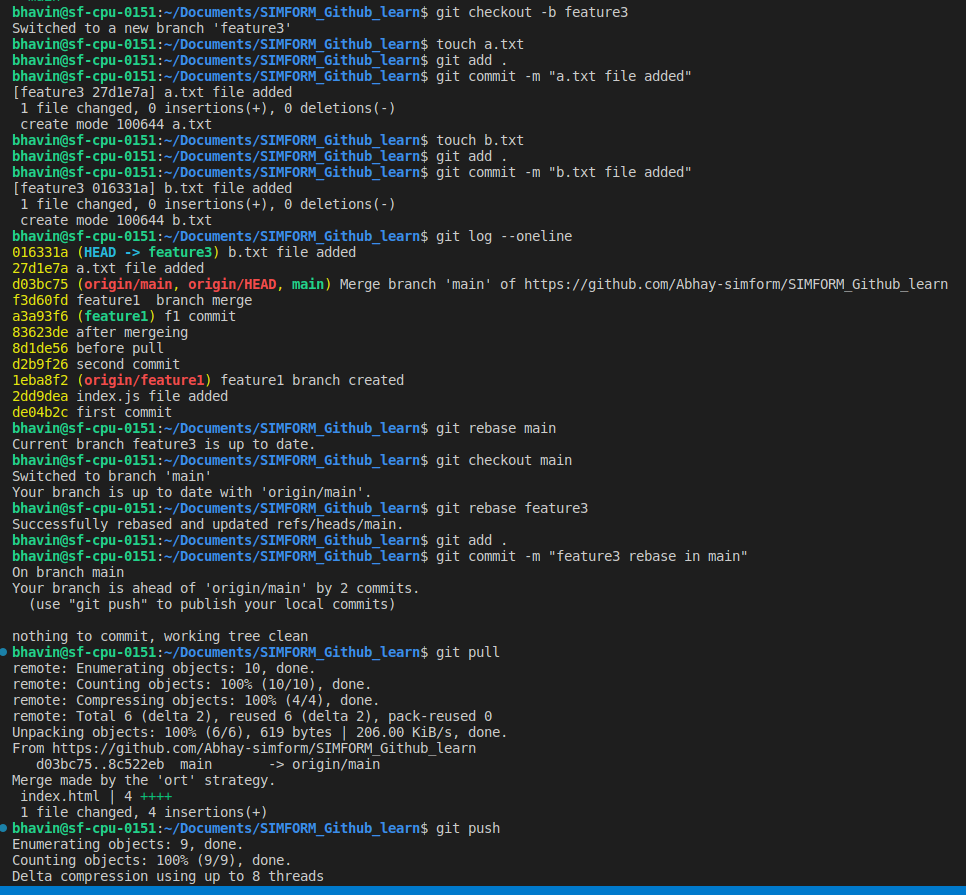 bhavin@sf-cpu-0151:~/Documents/SIMFORM_Github_learn$ git checkout -b feature3
Switched to a new branch 'feature3'
bhavin@sf-cpu-0151:~/Documents/SIMFORM_Github_learn$ touch a.txt
bhavin@sf-cpu-0151:~/Documents/SIMFORM_Github_learn$ git add .
bhavin@sf-cpu-0151:~/Documents/SIMFORM_Github_learn$ git commit -m "a.txt file added"
[feature3 27d1e7a] a.txt file added
 1 file changed, 0 insertions(+), 0 deletions(-)
 create mode 100644 a.txt
bhavin@sf-cpu-0151:~/Documents/SIMFORM_Github_learn$ touch b.txt
bhavin@sf-cpu-0151:~/Documents/SIMFORM_Github_learn$ git add .
bhavin@sf-cpu-0151:~/Documents/SIMFORM_Github_learn$ git commit -m "b.txt file added"
[feature3 016331a] b.txt file added
 1 file changed, 0 insertions(+), 0 deletions(-)
 create mode 100644 b.txt
bhavin@sf-cpu-0151:~/Documents/SIMFORM_Github_learn$ git log --oneline
016331a (HEAD -> feature3) b.txt file added
27d1e7a a.txt file added
d03bc75 (origin/main, origin/HEAD, main) Merge branch 'main' of https://github.com/Abhay-simform/SIMFORM_Github_learn
f3d60fd feature1  branch merge
a3a93f6 (feature1) f1 commit
83623de after mergeing
8d1de56 before pull
d2b9f26 second commit
1eba8f2 (origin/feature1) feature1 branch created
2dd9dea index.js file added
de04b2c first commit
bhavin@sf-cpu-0151:~/Documents/SIMFORM_Github_learn$ git rebase main
Current branch feature3 is up to date.
bhavin@sf-cpu-0151:~/Documents/SIMFORM_Github_learn$ git checkout main
Switched to branch 'main'
Your branch is up to date with 'origin/main'.
bhavin@sf-cpu-0151:~/Documents/SIMFORM_Github_learn$ git rebase feature3
Successfully rebased and updated refs/heads/main.
bhavin@sf-cpu-0151:~/Documents/SIMFORM_Github_learn$ git add .
bhavin@sf-cpu-0151:~/Documents/SIMFORM_Github_learn$ git commit -m "feature3 rebase in main"
On branch main
Your branch is ahead of 'origin/main' by 2 commits.
  (use "git push" to publish your local commits)

nothing to commit, working tree clean
bhavin@sf-cpu-0151:~/Documents/SIMFORM_Github_learn$ git pull
remote: Enumerating objects: 10, done.
remote: Counting objects: 100% (10/10), done.
remote: Compressing objects: 100% (4/4), done.
remote: Total 6 (delta 2), reused 6 (delta 2), pack-reused 0
Unpacking objects: 100% (6/6), 619 bytes | 206.00 KiB/s, done.
From https://github.com/Abhay-simform/SIMFORM_Github_learn
   d03bc75..8c522eb  main       -> origin/main
Merge made by the 'ort' strategy.
 index.html | 4 ++++
 1 file changed, 4 insertions(+)
bhavin@sf-cpu-0151:~/Documents/SIMFORM_Github_learn$ git push
Enumerating objects: 9, done.
Counting objects: 100% (9/9), done.
Delta compression using up to 8 threads